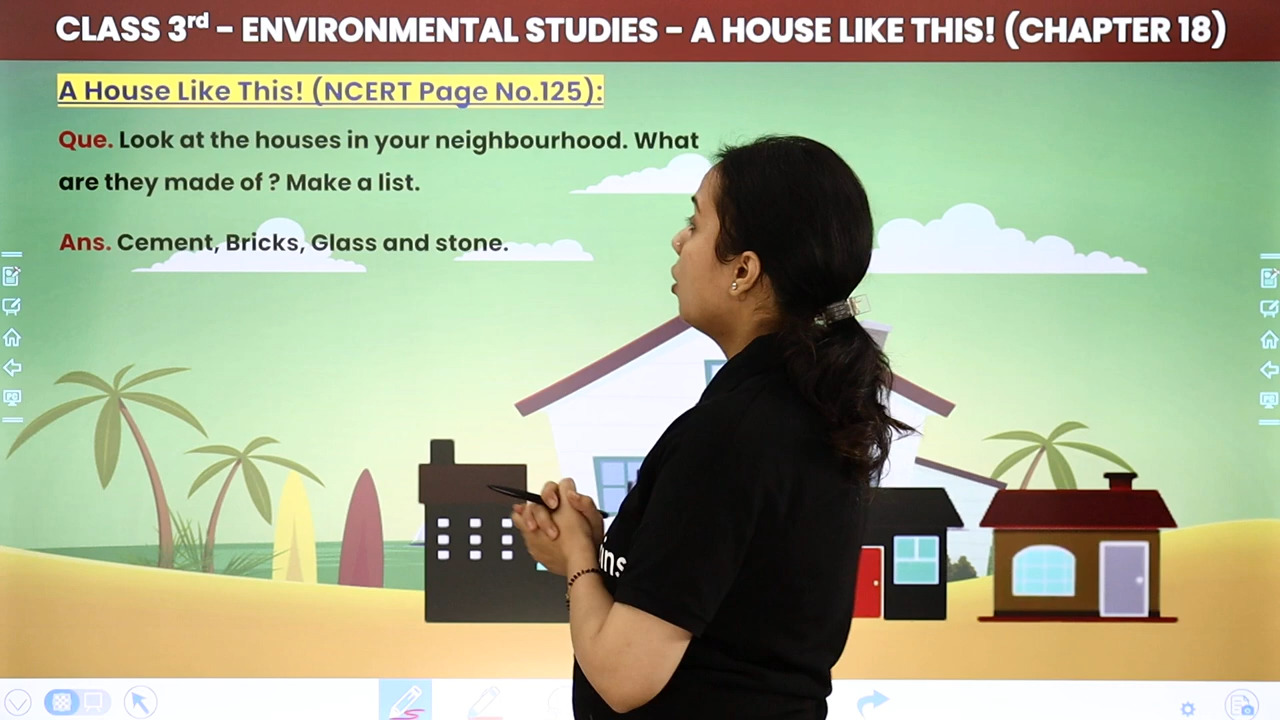 CLASS 3rd - ENVIRONMENTAL STUDIES - A HOUSE LIKE THIS! (CHAPTER 18)
A House Like This! (NCERT Page No.125):
Que. Look at the houses in your neighbourhood. What
are they made of ? Make a list.
Ans. Cement, Bricks, Glass and stone.